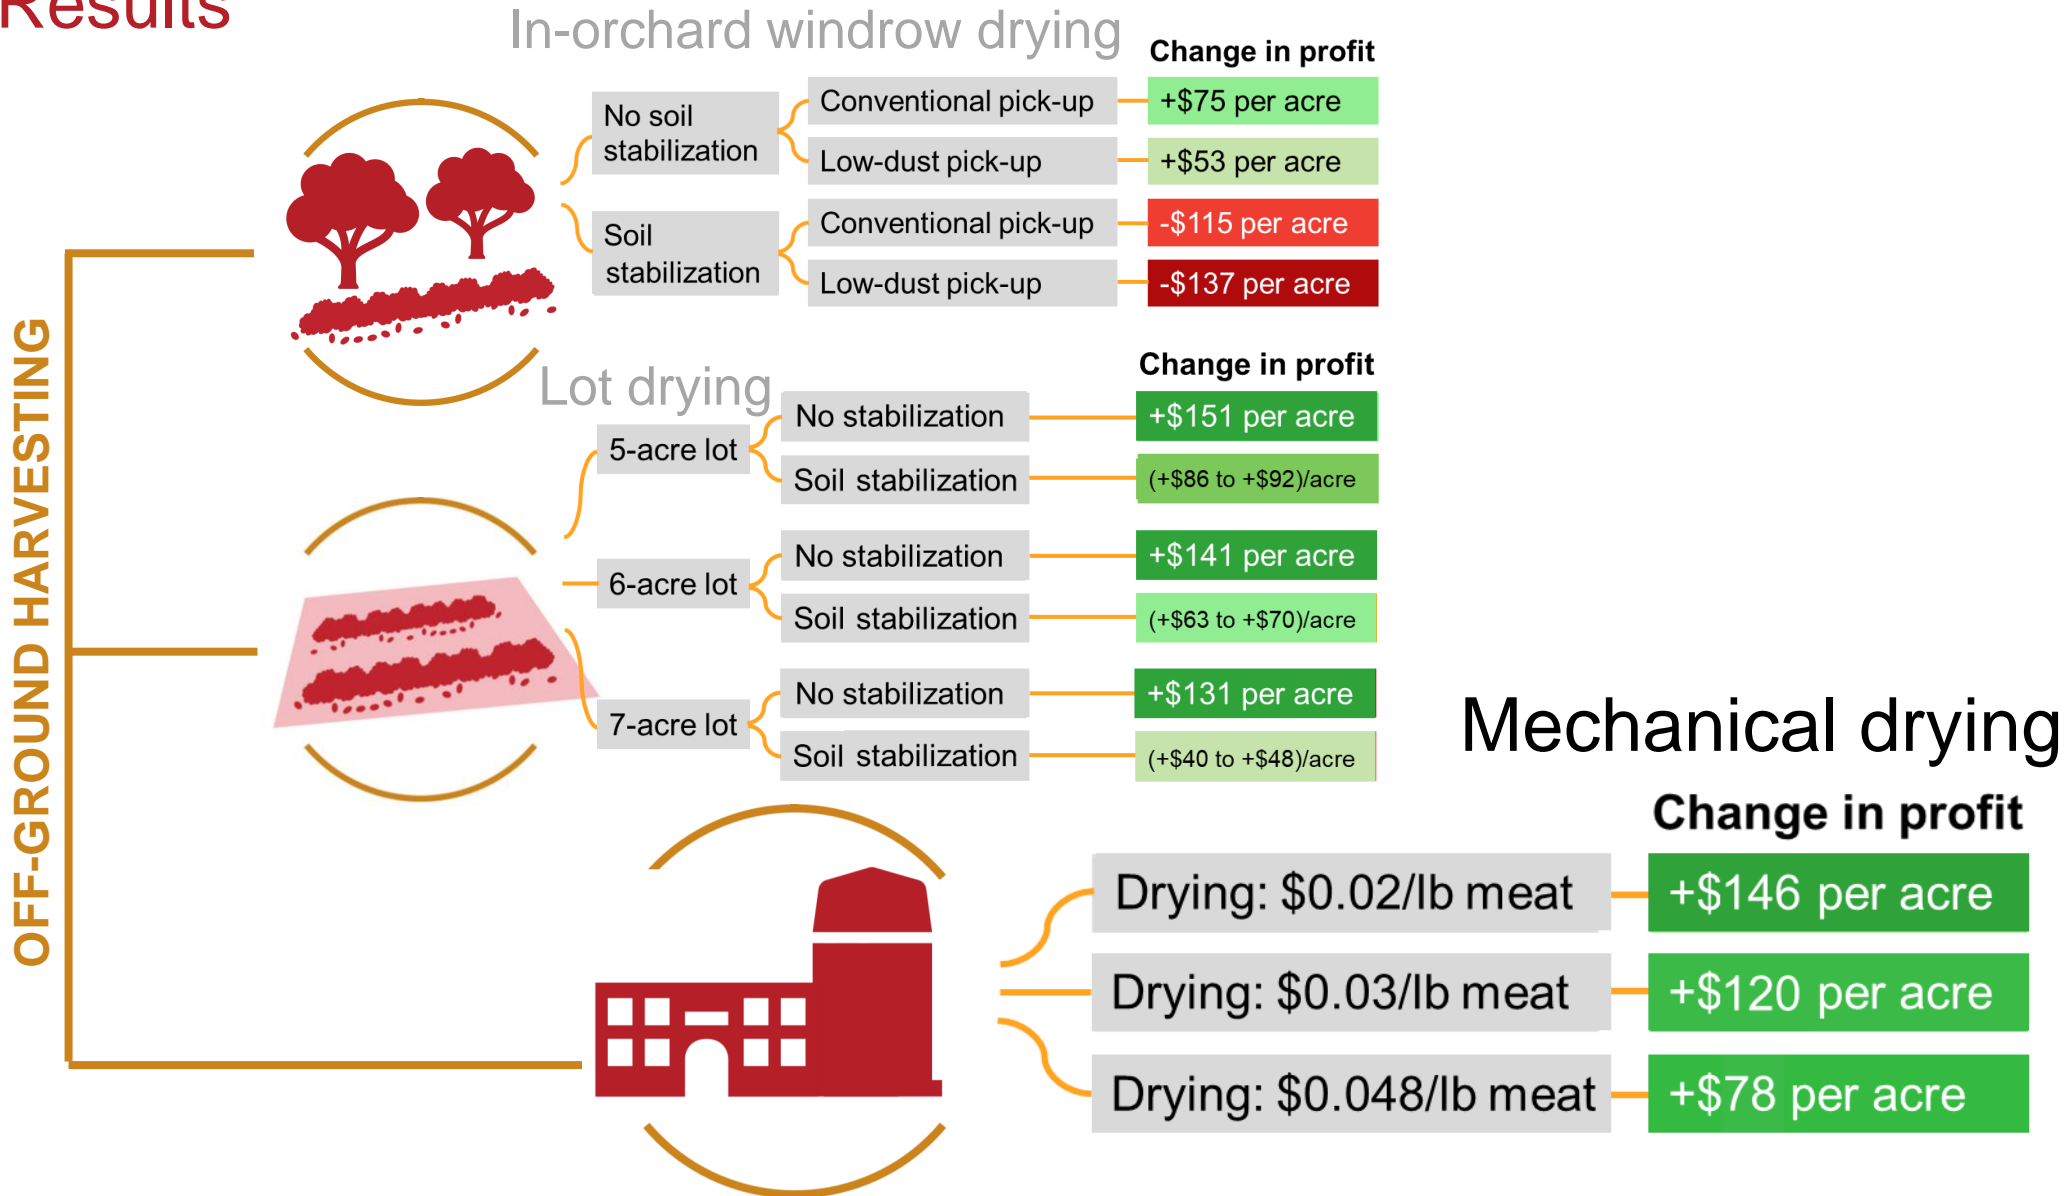 Results
In-orchard windrow drying
Change in profit
No soil
stabilization
Conventional pick-up
+$75 per acre
Low-dust pick-up
+$53 per acre
Soil
stabilization
Conventional pick-up
-$115 per acre
Low-dust pick-up
-$137 per acre
OFF-GROUND HARVESTING
Lot drying
Change in profit
5-acre lot
No stabilization
+$151 per acre
Soil stabilization
(+$86 to +$92)/acre
6-acre lot
No stabilization
+$141 per acre
Soil stabilization
(+$63 to +$70)/acre
7-acre lot
No stabilization
+$131 per acre
Soil stabilization
(+$40 to +$48)/acre
Mechanical drying
Change in profit
Drying: $0.02/lb meat
+$146 per acre
Drying: $0.03/lb meat
+$120 per acre
Drying: $0.048/lb meat
+$78 per acre